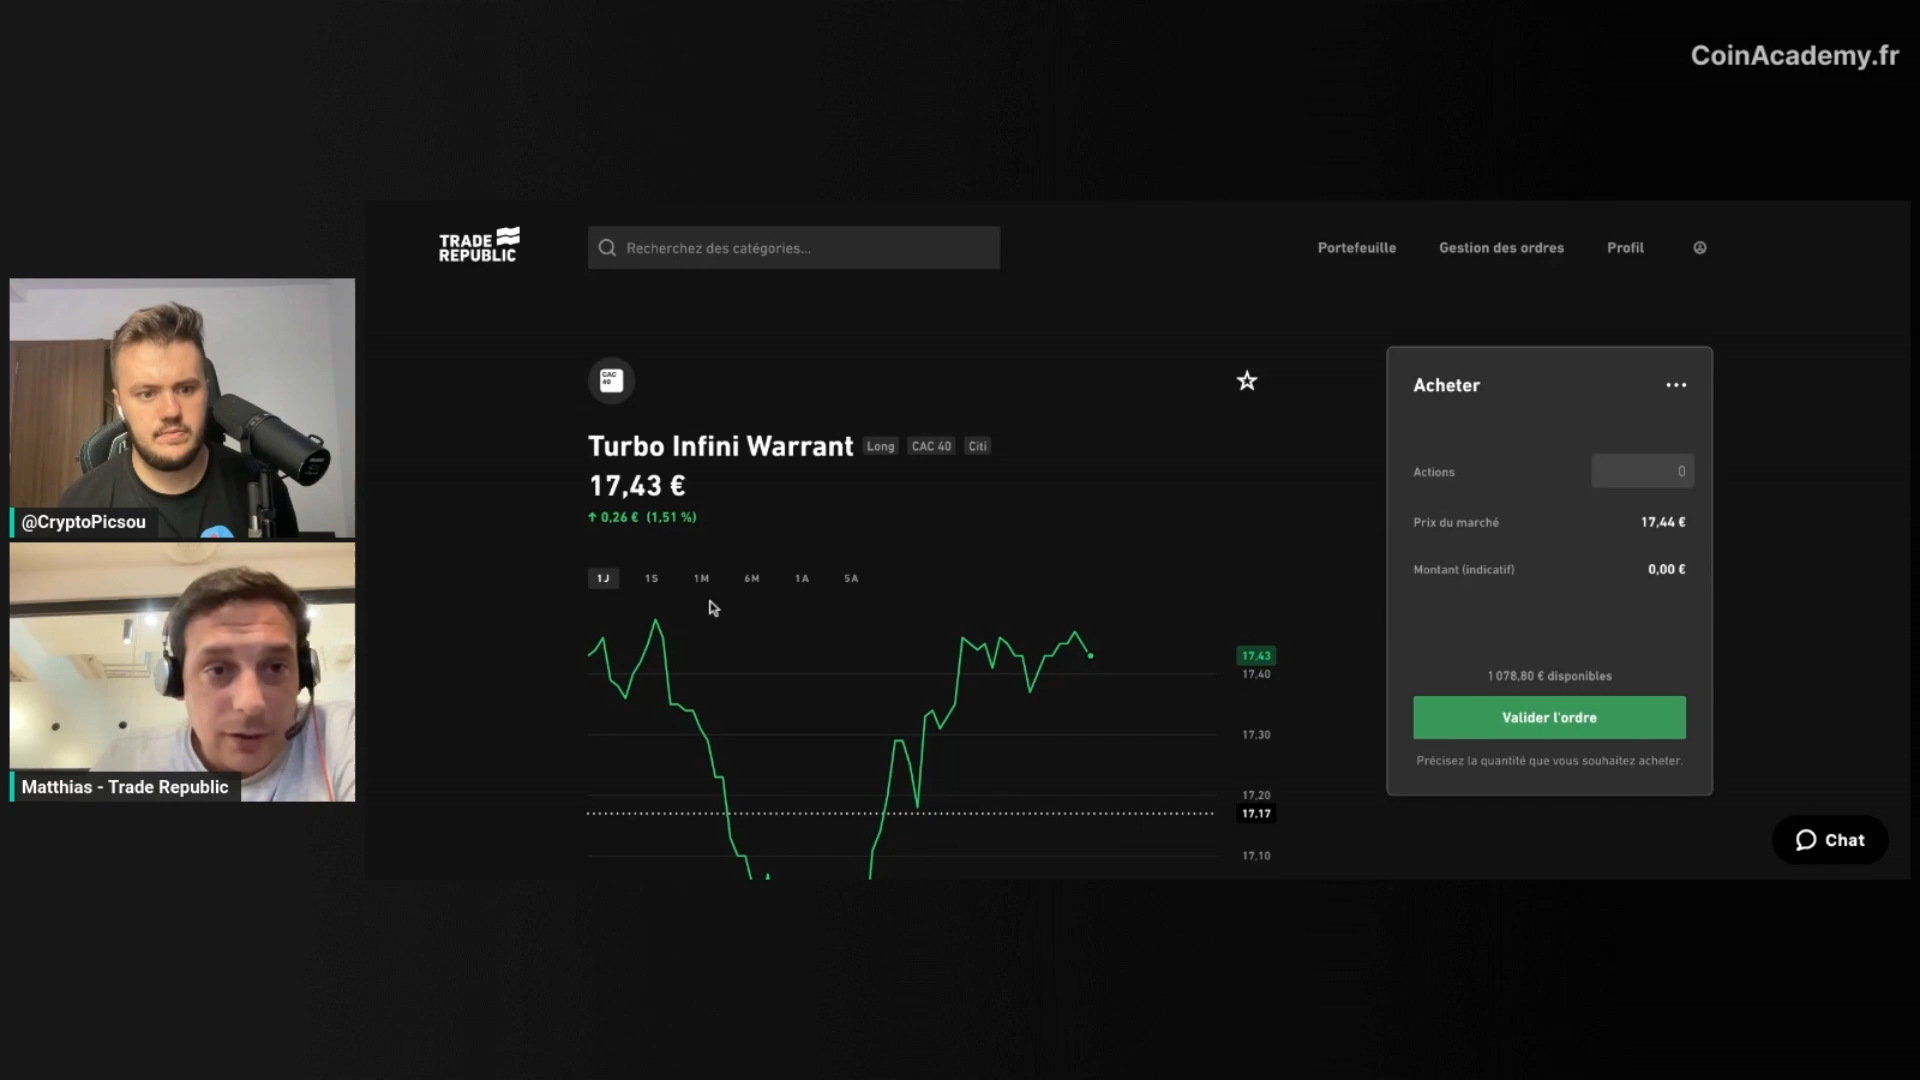 CoinAcademy.fr
TRADE
REPUBLIC
Recherchez des catégories...
Portefeuille
Gestion des ordres
Profil
CAC
40
Turbo Infini Warrant Long CAC 40 Citi
17,43 €
↑ 0,26 € (1,51 %)
1J 1S 1M 6M 1A 5A
17,43
17,40
17,30
17,20
17,17
17,10
Acheter
Actions 0
Prix du marché 17,44 €
Montant (indicatif) 0,00 €
1 078,80 € disponibles
Valider l'ordre
Précisez la quantité que vous souhaitez acheter.
Chat
@CryptoPicsou
Matthias - Trade Republic